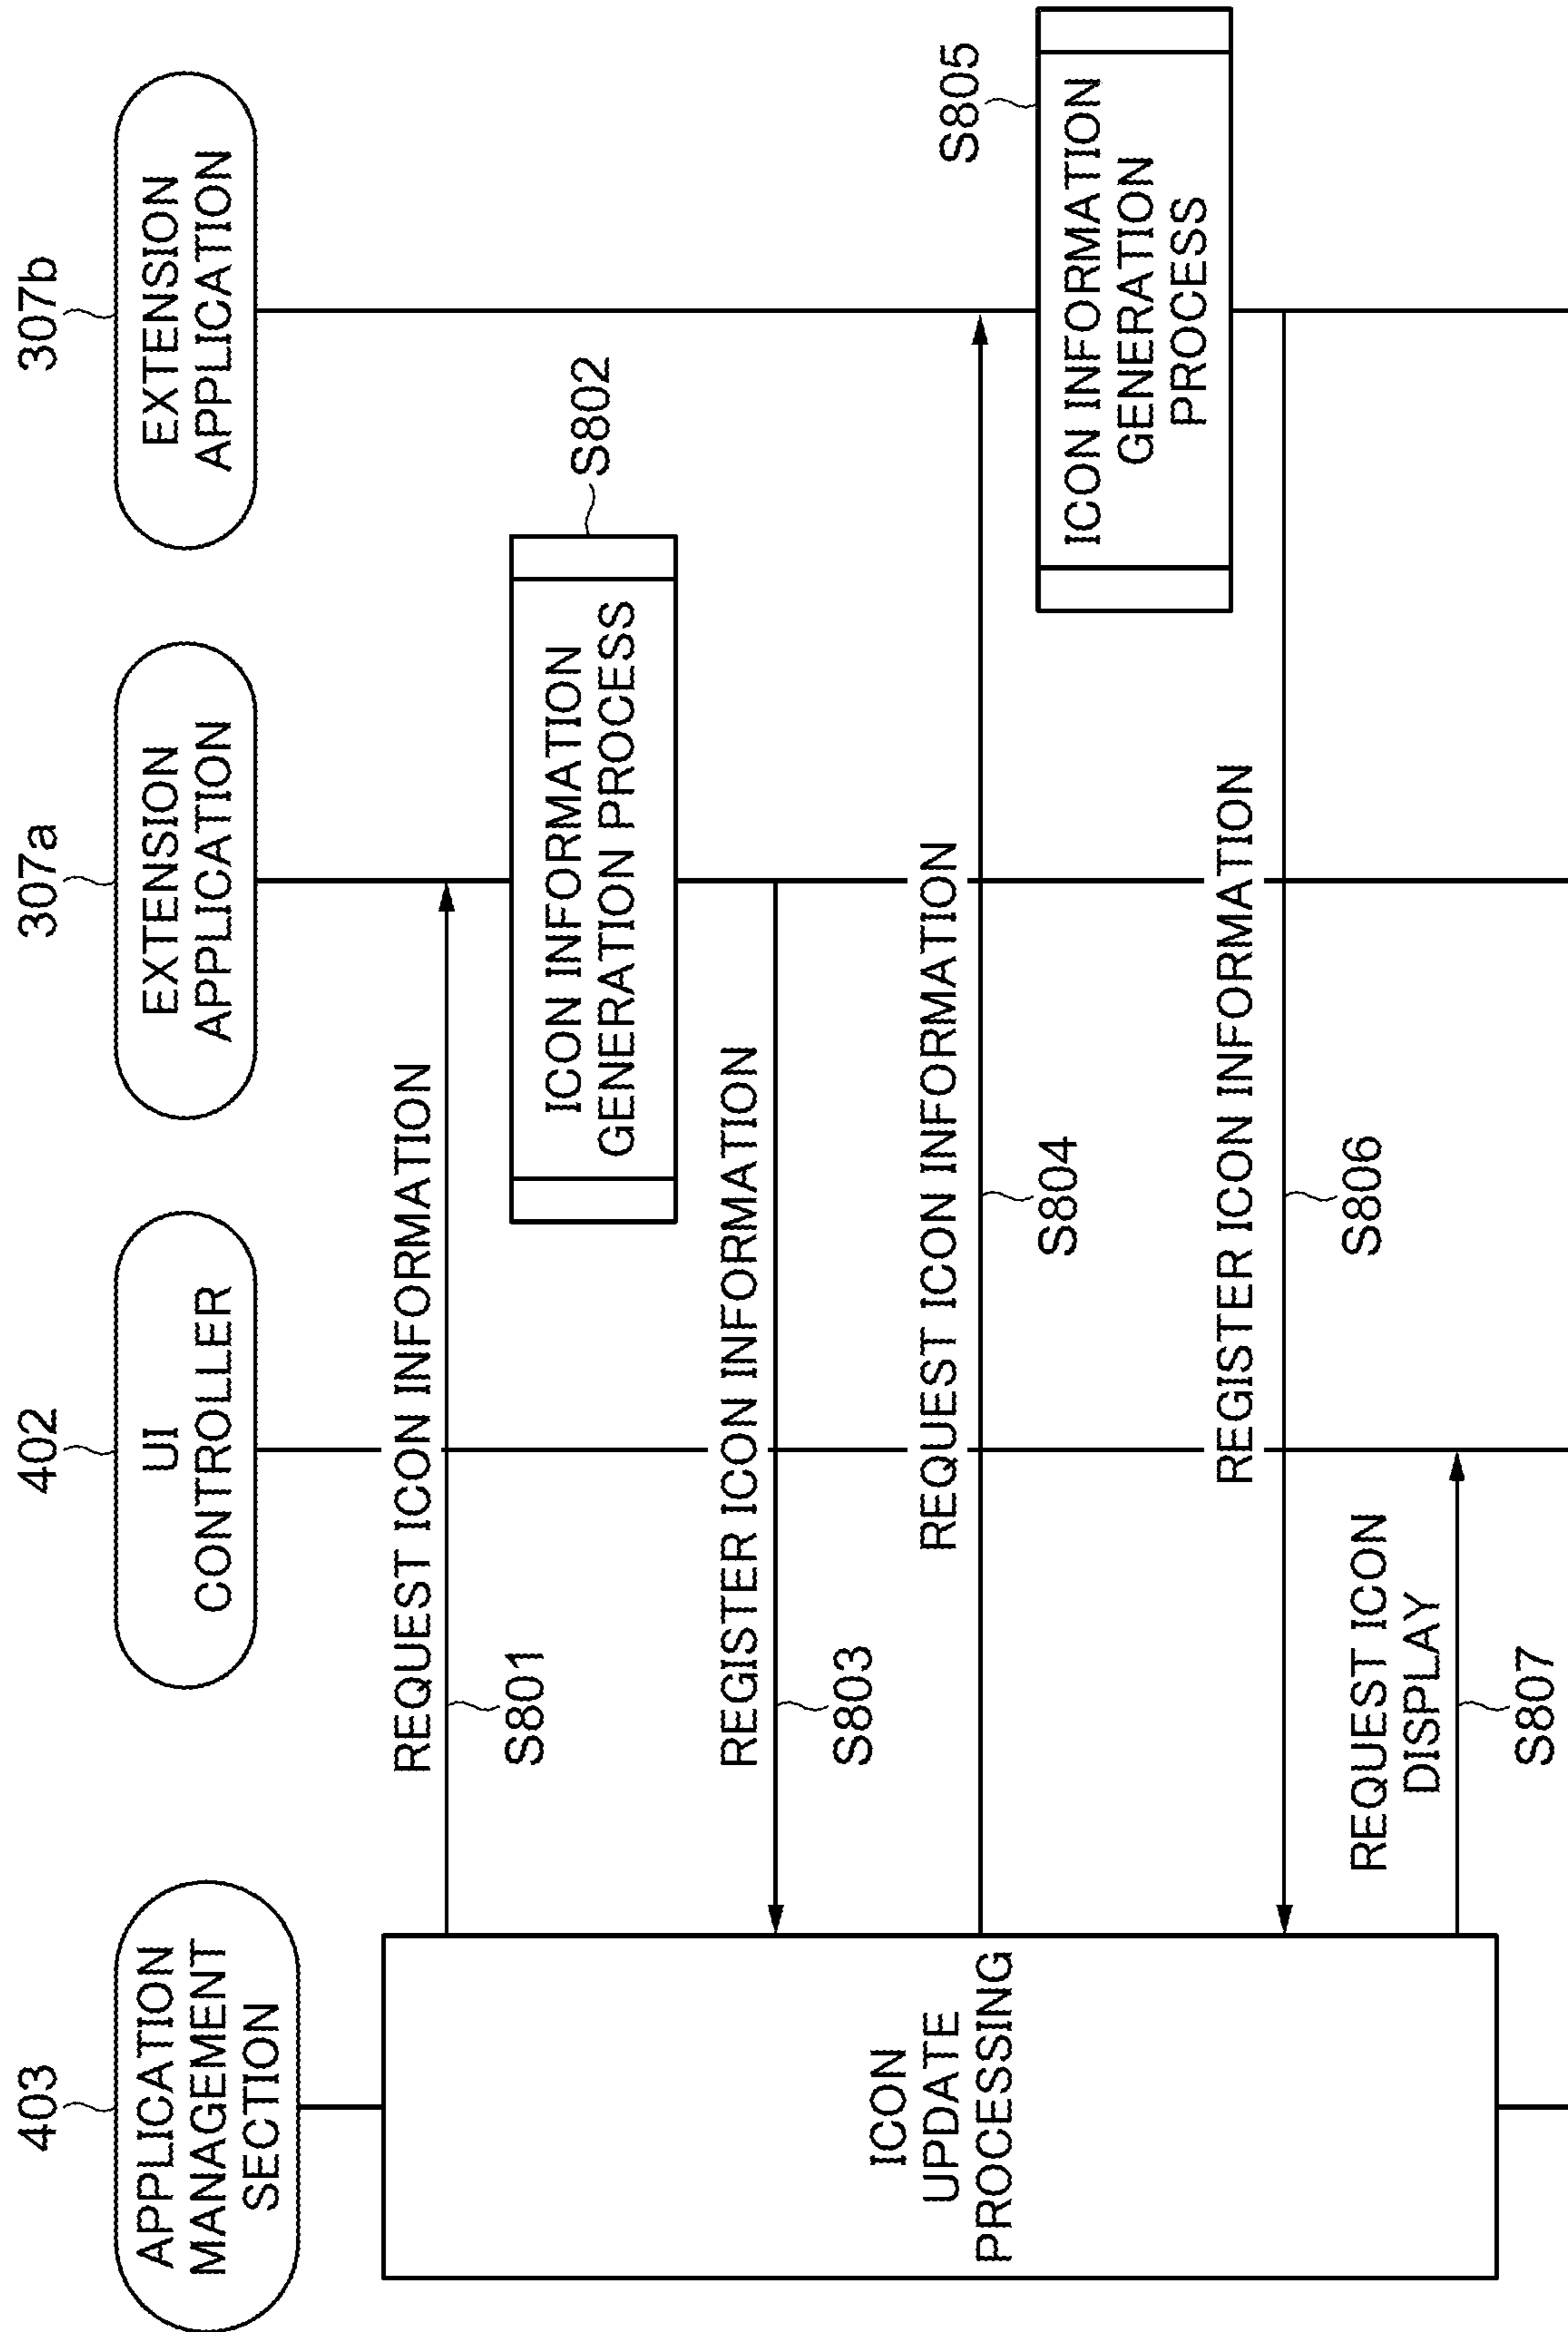 403
APPLICATION
MANAGEMENT
SECTION
402
UI
CONTROLLER
307a
EXTENSION
APPLICATION
307b
EXTENSION
APPLICATION
REQUEST ICON INFORMATION
S801
ICON INFORMATION
GENERATION PROCESS
S802
REGISTER ICON INFORMATION
S803
ICON
UPDATE
PROCESSING
REQUEST ICON INFORMATION
S804
S805
ICON INFORMATION
GENERATION
PROCESS
REGISTER ICON INFORMATION
S806
REQUEST ICON
DISPLAY
S807